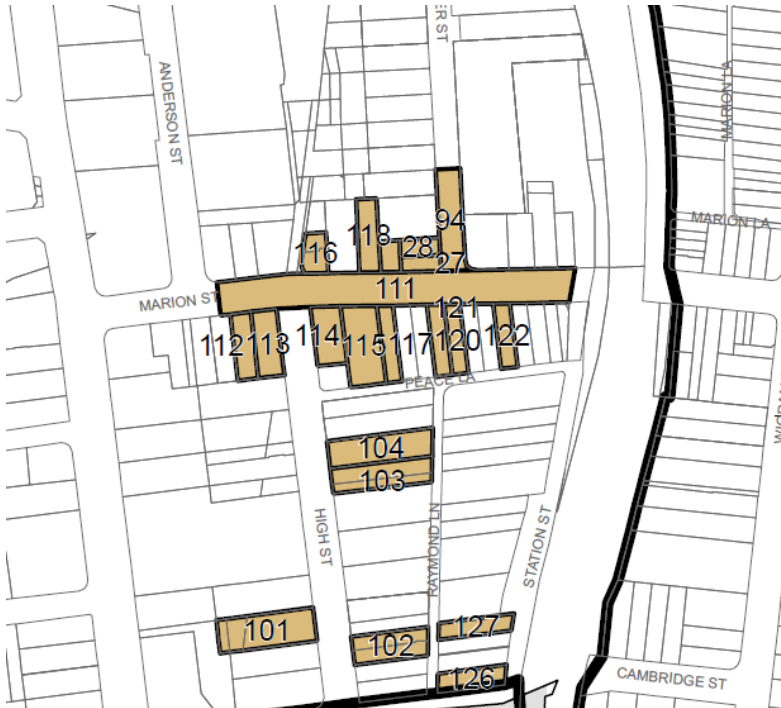 ER ST
ANDERSON ST
MARION LA
94
118
116
28
27
MARION LA
111
MARION ST
121
112
113
114
115
117
120
122
PEACE LA
104
103
HIGH ST
RAYMOND LN
STATION ST
101
102
127
126
CAMBRIDGE ST